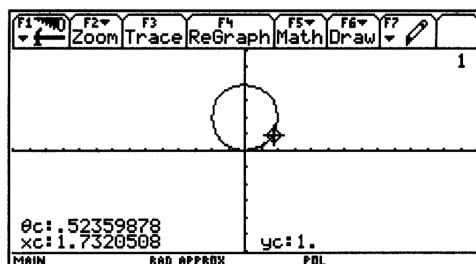 F1 F2 F3 F4 F5 F6 F7
Zoom Trace ReGraph Math Draw
1
θc:.52359878
xc:1.7320508 yc:1.
MAIN RAD APPROX POL